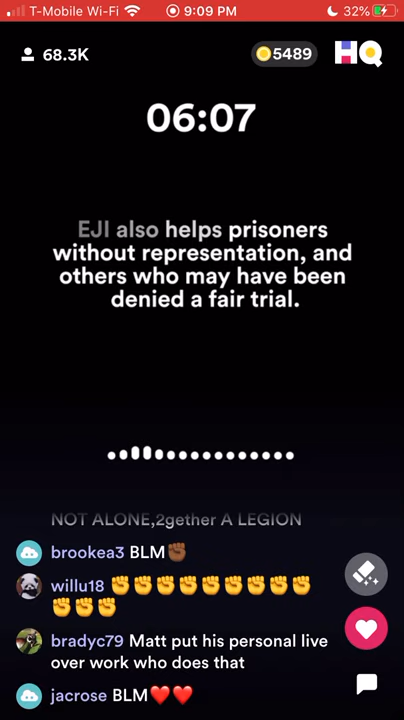 T-Mobile Wi-Fi 9:09 PM 32%
68.3K 5489 HQ
06:07
EJI also helps prisoners
without representation, and
others who may have been
denied a fair trial.
NOT ALONE,2gether A LEGION
brookea3 BLM✊🏾
willu18 ✊✊✊✊✊✊✊✊✊
✊✊✊
bradyc79 Matt put his personal live
over work who does that
jacrose BLM❤️❤️